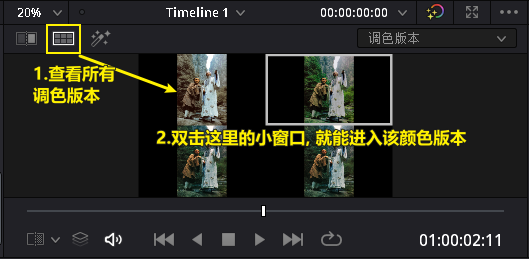 20%
Timeline 1
00:00:00:00
调色版本
1.查看所有
调色版本
2.双击这里的小窗口, 就能进入该颜色版本
01:00:02:11